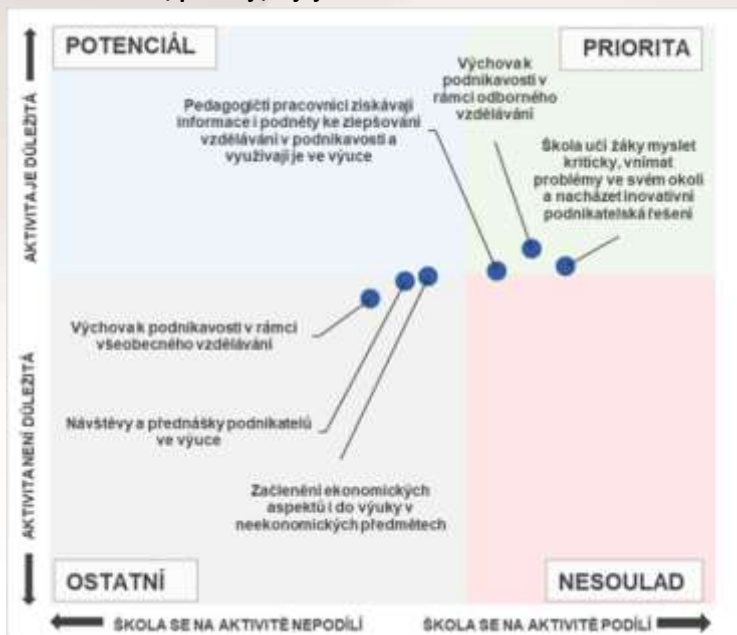 POTENCIÁL
PRIORITA
Výchova k
podnikavosti v
rámci odborného
vzdělávání
Pedagogičtí pracovníci získávají
informace i podněty ke zlepšování
vzdělávání v podnikavosti a
využívají je ve výuce
Škola učí žáky myslet
kriticky, vnímat
problémy ve svém okolí
a nacházet inovativní
podnikatelská řešení
AKTIVITA JE DŮLEŽITÁ
AKTIVITA NENÍ DŮLEŽITÁ
Výchova k podnikavosti v rámci
všeobecného vzdělávání
Návštěvy a přednášky podnikatelů
ve výuce
Začlenění ekonomických
aspektů i do výuky v
neekonomických předmětech
OSTATNÍ
NESOULAD
ŠKOLA SE NA AKTIVITĚ NEPODÍLÍ
ŠKOLA SE NA AKTIVITĚ PODÍLÍ